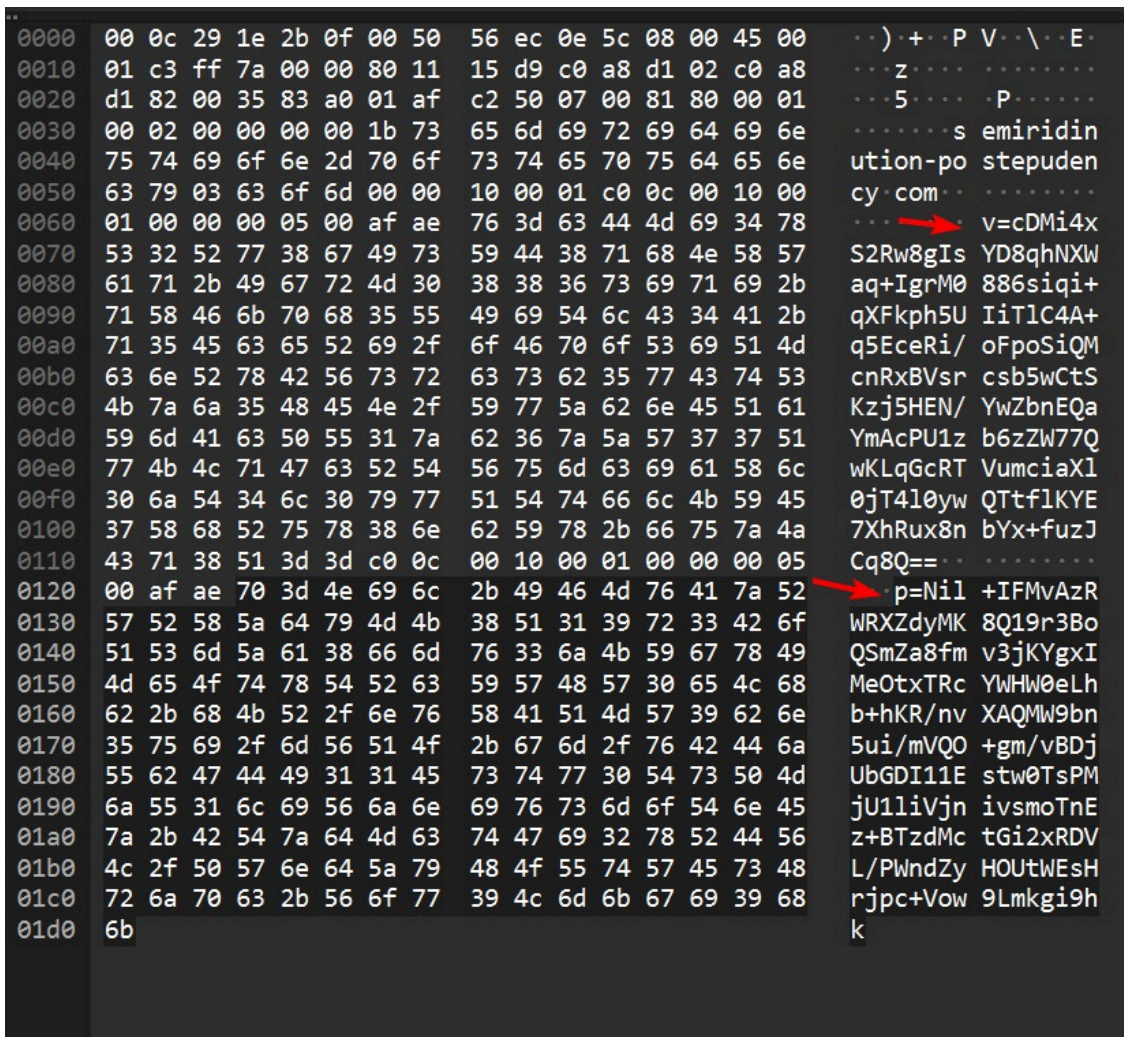 0000 00 0c 29 1e 2b 0f 00 50 56 ec 0e 5c 08 00 45 00 ··)·+··P V··\··E·
0010 01 c3 ff 7a 00 00 80 11 15 d9 c0 a8 d1 02 c0 a8 ···z···· ········
0020 d1 82 00 35 83 a0 01 af c2 50 07 00 81 80 00 01 ···5···· ·P······
0030 00 02 00 00 00 00 1b 73 65 6d 69 72 69 64 69 6e ·······s emiridin
0040 75 74 69 6f 6e 2d 70 6f 73 74 65 70 75 64 65 6e ution-po stepuden
0050 63 79 03 63 6f 6d 00 00 10 00 01 c0 0c 00 10 00 cy·com·· ········
0060 01 00 00 00 05 00 af ae 76 3d 63 44 4d 69 34 78 ········ v=cDMi4x
0070 53 32 52 77 38 67 49 73 59 44 38 71 68 4e 58 57 S2Rw8gIs YD8qhNXW
0080 61 71 2b 49 67 72 4d 30 38 38 36 73 69 71 69 2b aq+IgrM0 886siqi+
0090 71 58 46 6b 70 68 35 55 49 69 54 6c 43 34 41 2b qXFkph5U IiTlC4A+
00a0 71 35 45 63 65 52 69 2f 6f 46 70 6f 53 69 51 4d q5EceRi/ oFpoSiQM
00b0 63 6e 52 78 42 56 73 72 63 73 62 35 77 43 74 53 cnRxBVsr csb5wCtS
00c0 4b 7a 6a 35 48 45 4e 2f 59 77 5a 62 6e 45 51 61 Kzj5HEN/ YwZbnEQa
00d0 59 6d 41 63 50 55 31 7a 62 36 7a 5a 57 37 37 51 YmAcPU1z b6zZW77Q
00e0 77 4b 4c 71 47 63 52 54 56 75 6d 63 69 61 58 6c wKLqGcRT VumciaXl
00f0 30 6a 54 34 6c 30 79 77 51 54 74 66 6c 4b 59 45 0jT4l0yw QTtflKYE
0100 37 58 68 52 75 78 38 6e 62 59 78 2b 66 75 7a 4a 7XhRux8n bYx+fuzJ
0110 43 71 38 51 3d 3d c0 0c 00 10 00 01 00 00 00 05 Cq8Q==·· ········
0120 00 af ae 70 3d 4e 69 6c 2b 49 46 4d 76 41 7a 52 ···p=Nil +IFMvAzR
0130 57 52 58 5a 64 79 4d 4b 38 51 31 39 72 33 42 6f WRXZdyMK 8Q19r3Bo
0140 51 53 6d 5a 61 38 66 6d 76 33 6a 4b 59 67 78 49 QSmZa8fm v3jKYgxI
0150 4d 65 4f 74 78 54 52 63 59 57 48 57 30 65 4c 68 MeOtxTRc YWHW0eLh
0160 62 2b 68 4b 52 2f 6e 76 58 41 51 4d 57 39 62 6e b+hKR/nv XAQMW9bn
0170 35 75 69 2f 6d 56 51 4f 2b 67 6d 2f 76 42 44 6a 5ui/mVQO +gm/vBDj
0180 55 62 47 44 49 31 31 45 73 74 77 30 54 73 50 4d UbGDI11E stw0TsPM
0190 6a 55 31 6c 69 56 6a 6e 69 76 73 6d 6f 54 6e 45 jU1liVjn ivsmoTnE
01a0 7a 2b 42 54 7a 64 4d 63 74 47 69 32 78 52 44 56 z+BTzdMc tGi2xRDV
01b0 4c 2f 50 57 6e 64 5a 79 48 4f 55 74 57 45 73 48 L/PWndZy HOUtWEsH
01c0 72 6a 70 63 2b 56 6f 77 39 4c 6d 6b 67 69 39 68 rjpc+Vow 9Lmkgi9h
01d0 6b k